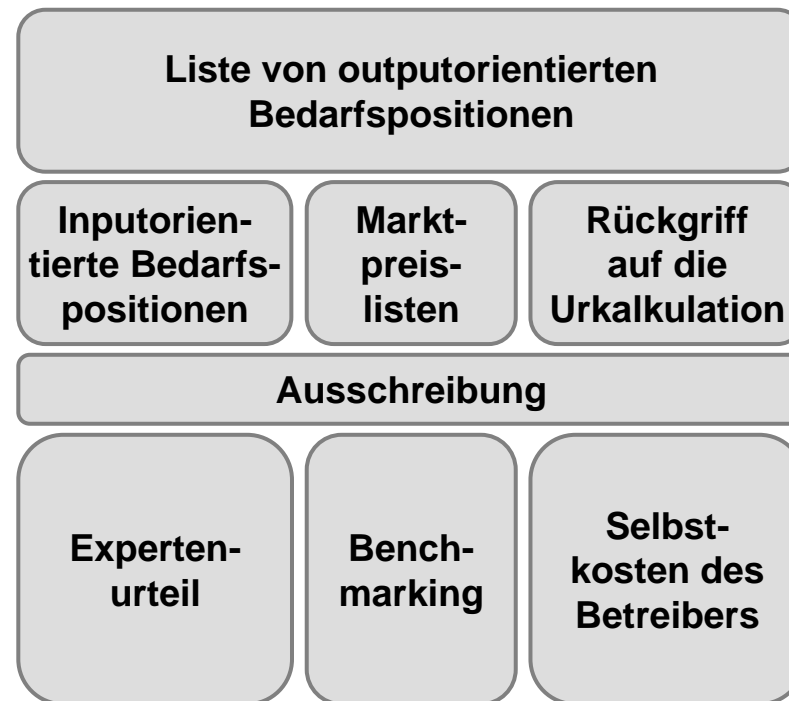 Liste von outputorientierten
Bedarfspositionen
Inputorien-
tierte Bedarfs-
positionen
Markt-
preis-
listen
Rückgriff
auf die
Urkalkulation
Ausschreibung
Experten-
urteil
Bench-
marking
Selbst-
kosten des
Betreibers